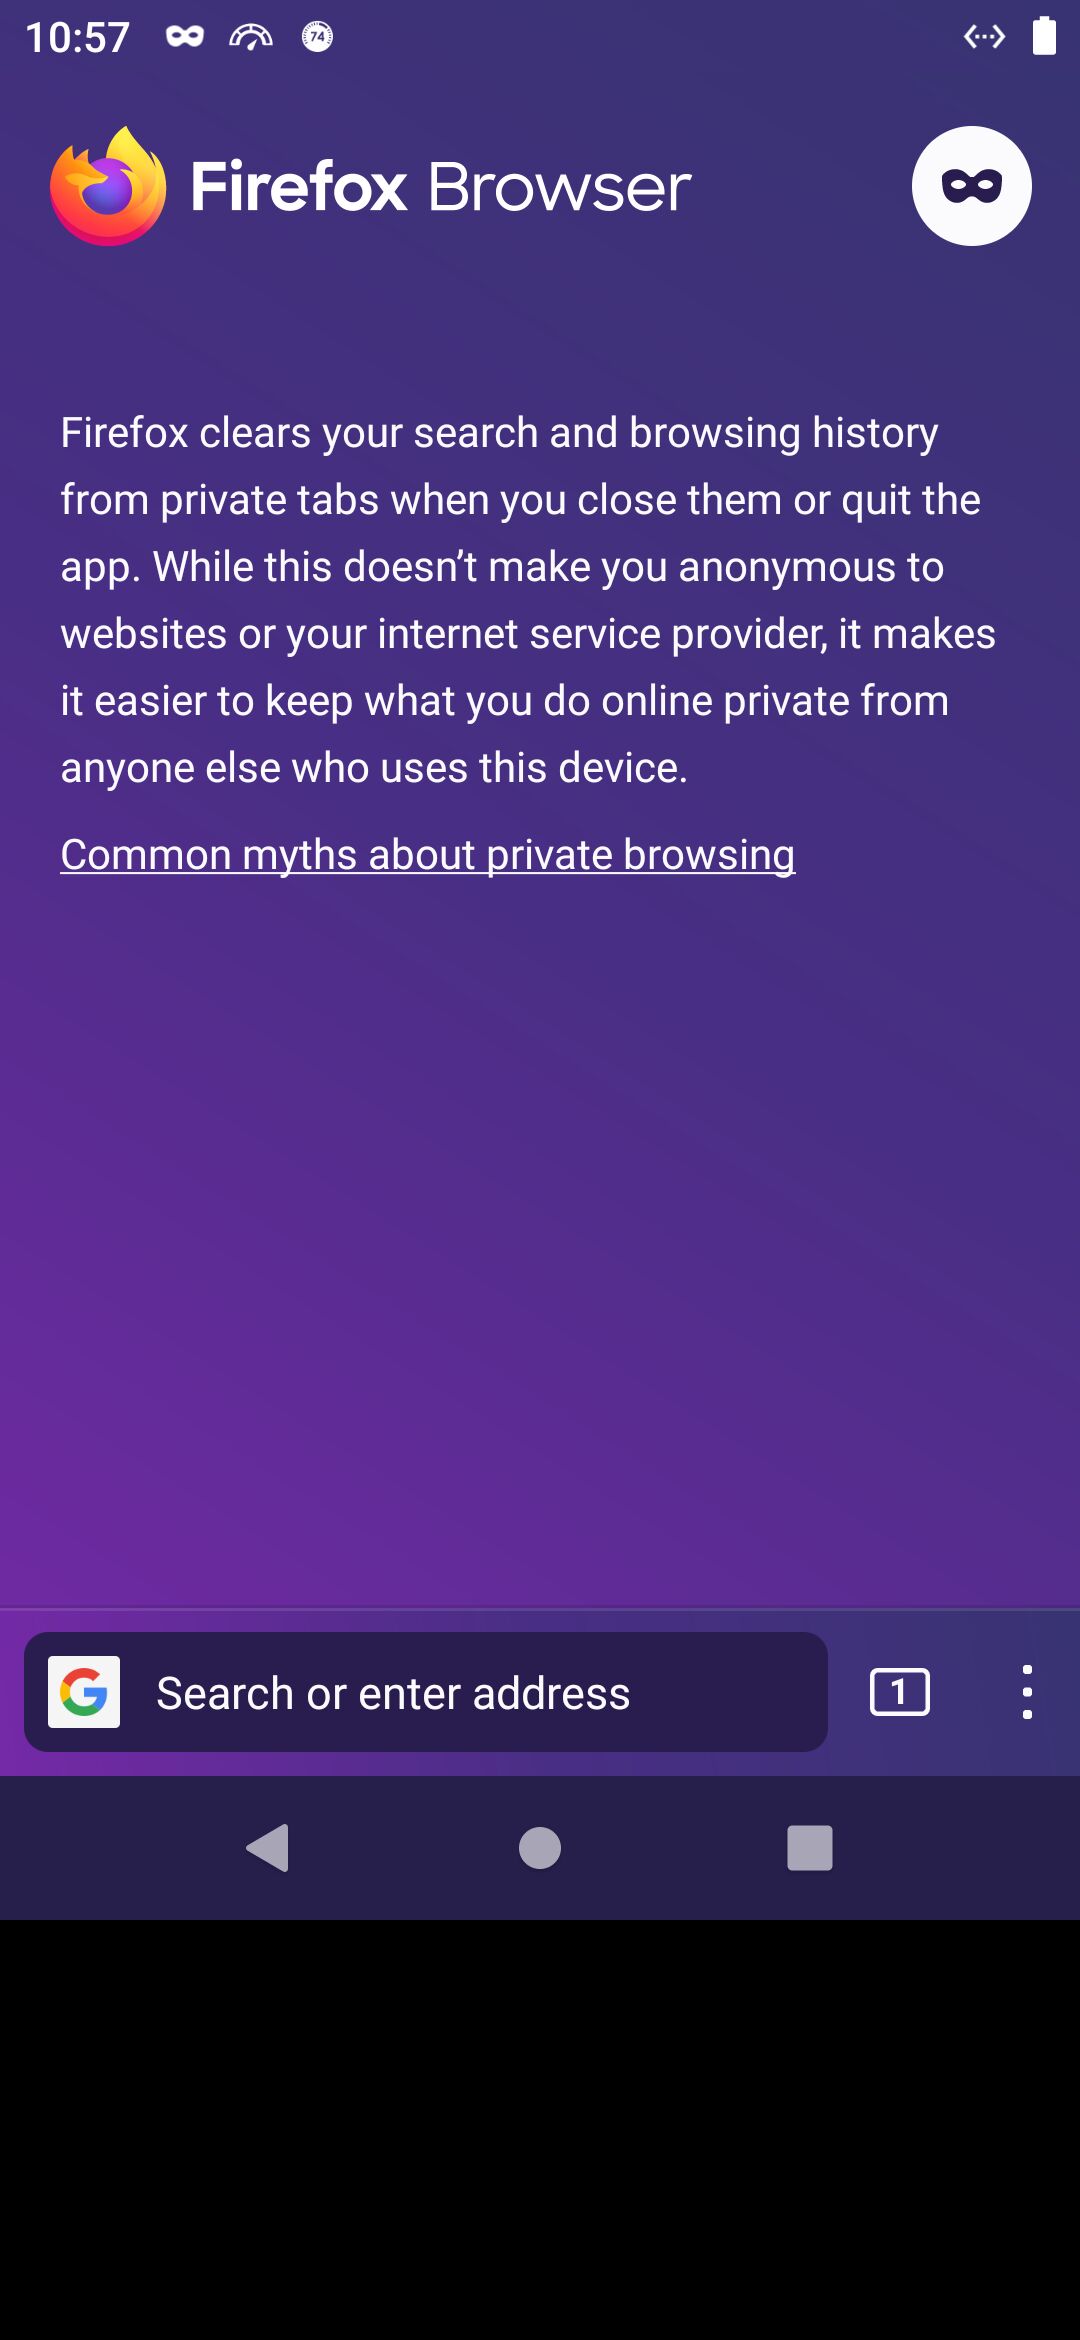 10:57
74
Firefox Browser
Firefox clears your search and browsing history
from private tabs when you close them or quit the
app. While this doesn’t make you anonymous to
websites or your internet service provider, it makes
it easier to keep what you do online private from
anyone else who uses this device.
Common myths about private browsing
G
Search or enter address
1